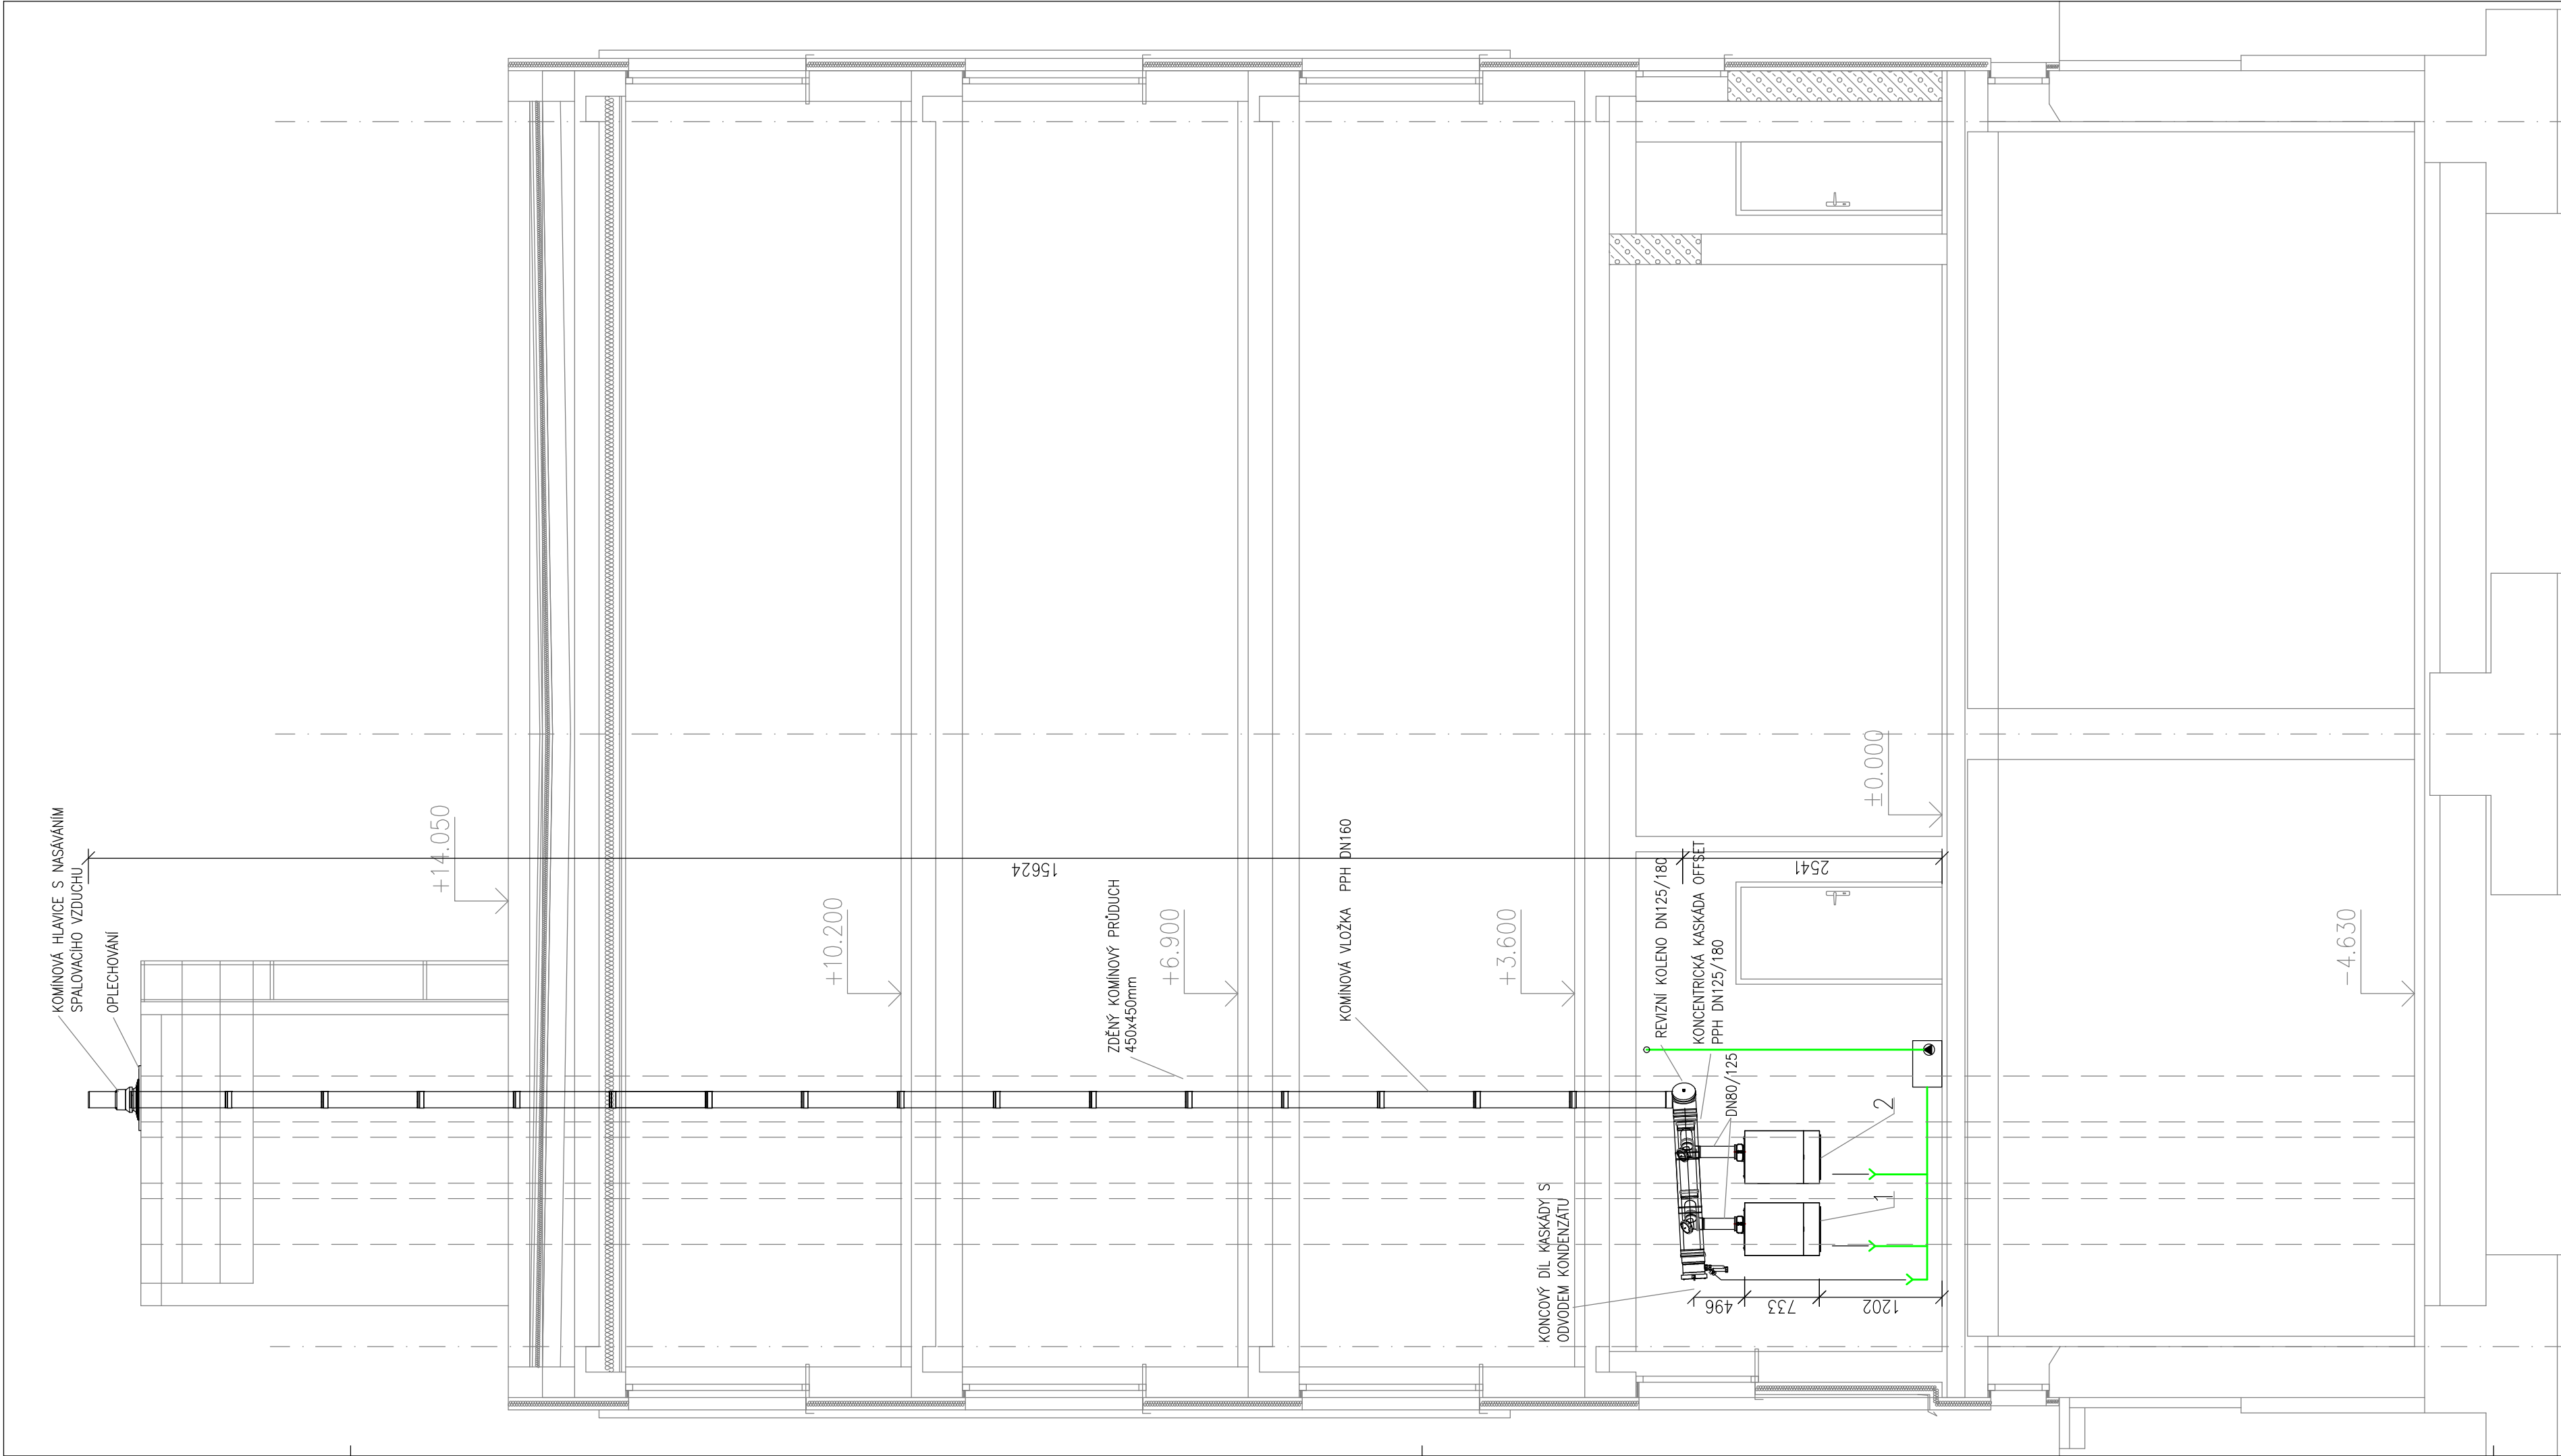 KOMÍNOVÁ HLAVICE S NASÁVÁNÍM
SPALOVACÍHO VZDUCHU
OPLECHOVÁNÍ
+14.050
+10.200
15624
ZDĚNÝ KOMÍNOVÝ PRŮDUCH
450x450mm
+6.900
KOMÍNOVÁ VLOŽKA PPH DN160
+3.600
REVIZNÍ KOLENO DN125/180
KONCENTRICKÁ KASKÁDA OFFSET
PPH DN125/180
DN80/125
2541
±0.000
KONCOVÝ DÍL KASKÁDY S
ODVODEM KONDENZÁTU
496
733
1202
1
2
-4.630